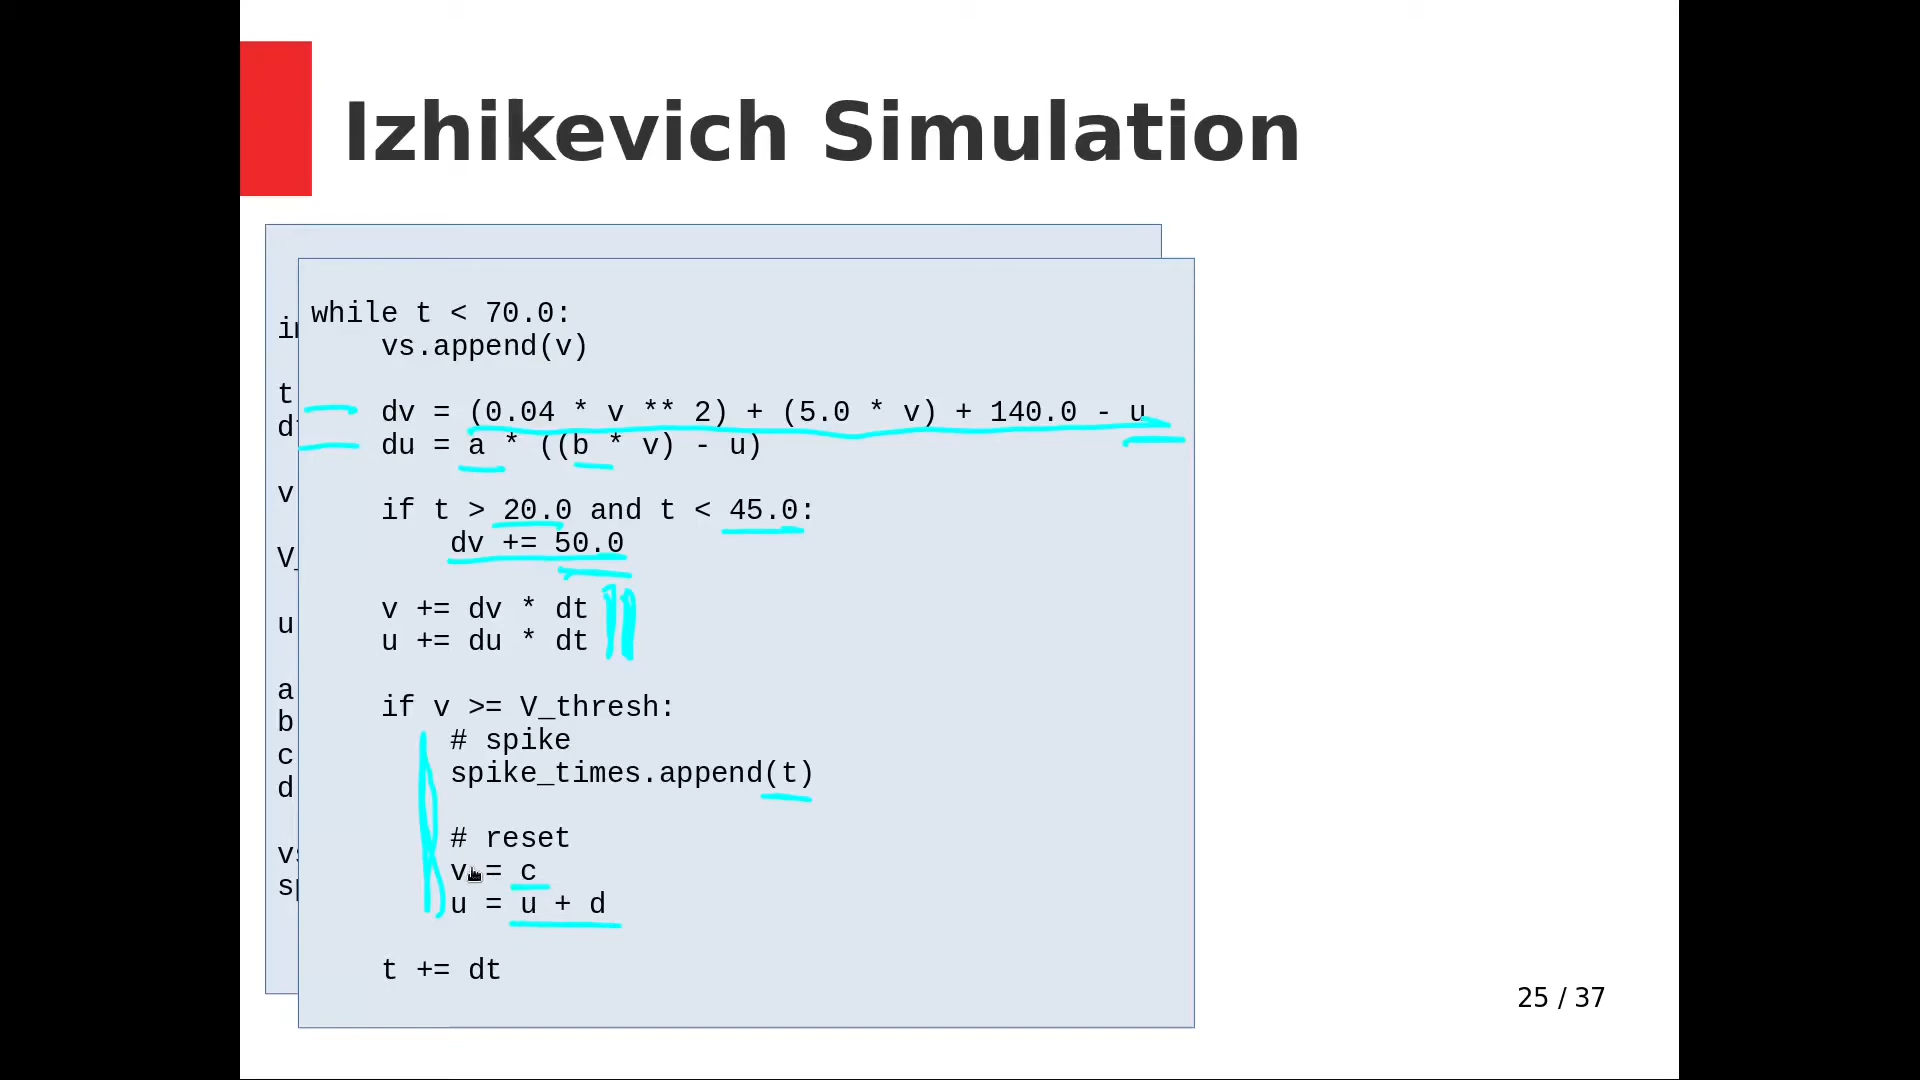 Izhikevich Simulation
while t < 70.0:
vs.append(v)
dv = (0.04 * v ** 2) + (5.0 * v) + 140.0 - u
du = a * ((b * v) - u)
if t > 20.0 and t < 45.0:
dv += 50.0
v += dv * dt
u += du * dt
if v >= V_thresh:
# spike
spike_times.append(t)
# reset
v = c
u = u + d
t += dt
t
v
V_
u
a
b
c
d
25 / 37